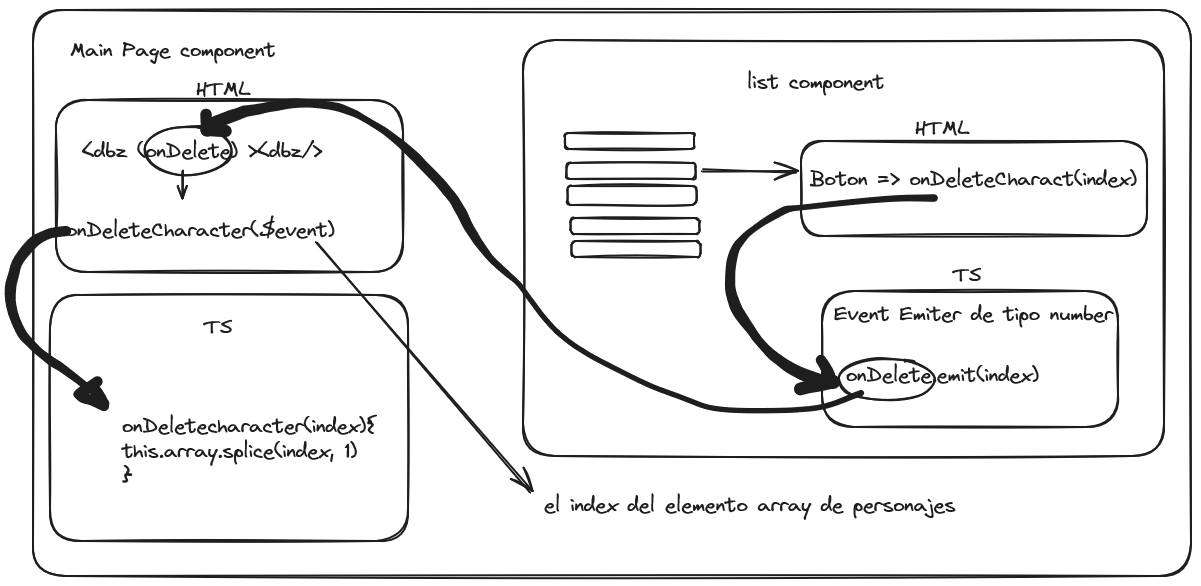 Main Page component
HTML
<dbz (onDelete) ><dbz/>
onDeleteCharacter($event)
TS
onDeletecharacter(index){
this.array.splice(index, 1)
}
list component
HTML
Boton => onDeleteCharact(index)
TS
Event Emiter de tipo number
onDelete.emit(index)
el index del elemento array de personajes